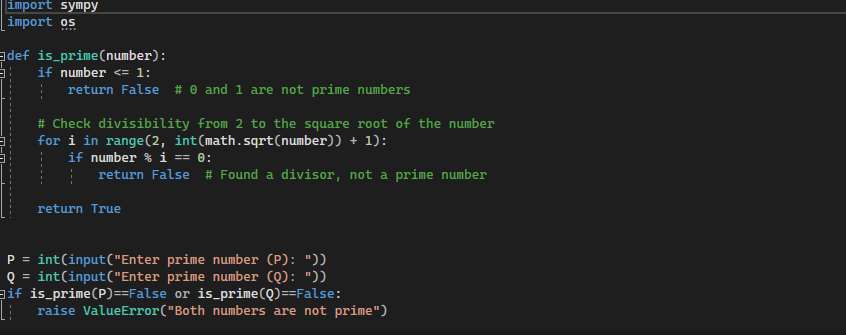 import sympy
import os
def is_prime(number):
    if number <= 1:
        return False  # 0 and 1 are not prime numbers
    # Check divisibility from 2 to the square root of the number
    for i in range(2, int(math.sqrt(number)) + 1):
        if number % i == 0:
            return False  # Found a divisor, not a prime number
    return True
P = int(input("Enter prime number (P): "))
Q = int(input("Enter prime number (Q): "))
if is_prime(P)==False or is_prime(Q)==False:
    raise ValueError("Both numbers are not prime")